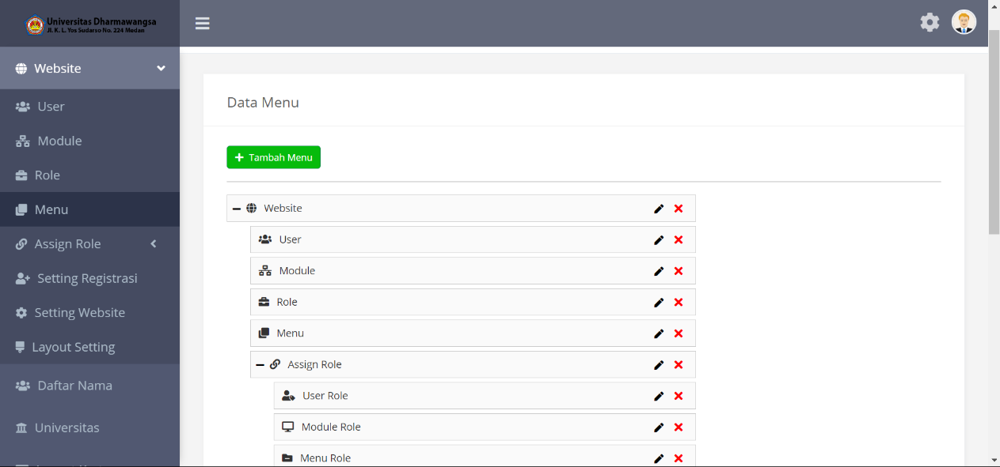 Universitas Dharmawangsa
Jl. K. L. Yos Sudarso No. 224 Medan
Website
User
Module
Role
Menu
Assign Role
Setting Registrasi
Setting Website
Layout Setting
Daftar Nama
Universitas
Data Menu
Tambah Menu
Website
User
Module
Role
Menu
Assign Role
User Role
Module Role
Menu Role